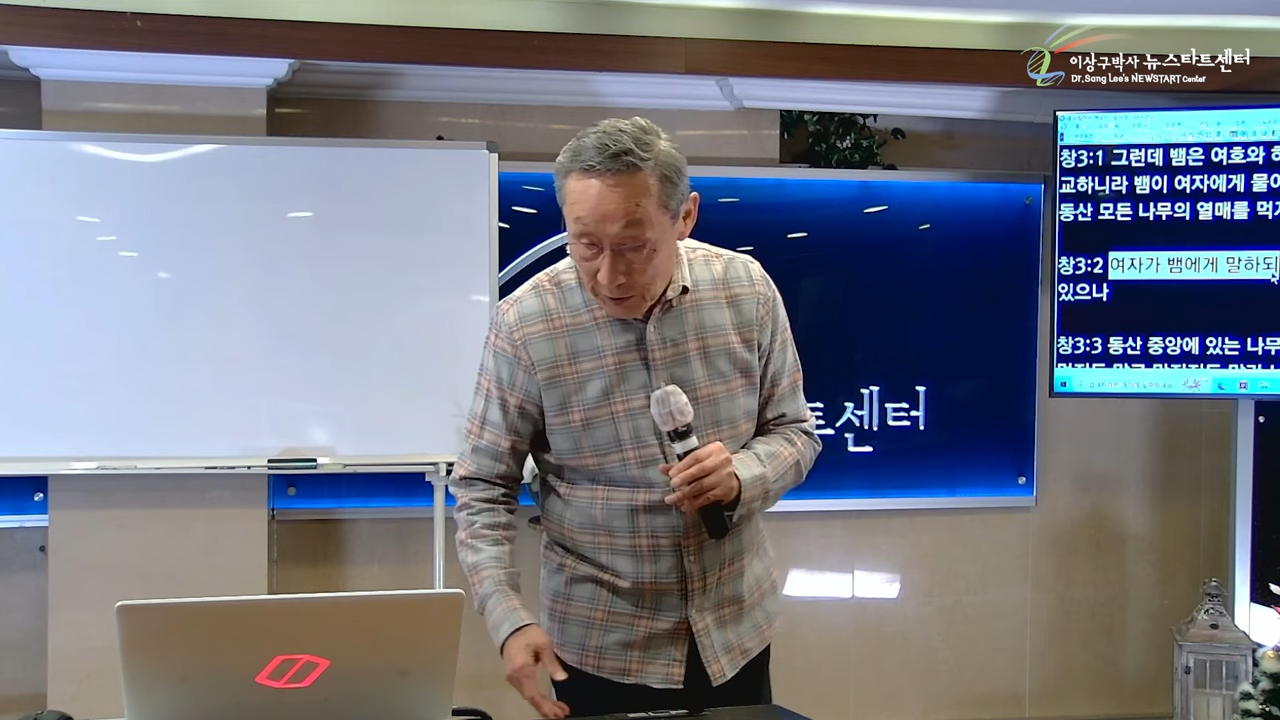 이상구박사 뉴스타트센터
Dr. Sang Lee's NEWSTART Center
창3:1 그런데 뱀은 여호와 하
교하니라 뱀이 여자에게 물
동산 모든 나무의 열매를 먹
창3:2 여자가 뱀에게 말하되
있으나
창3:3 동산 중앙에 있는 나무
트센터